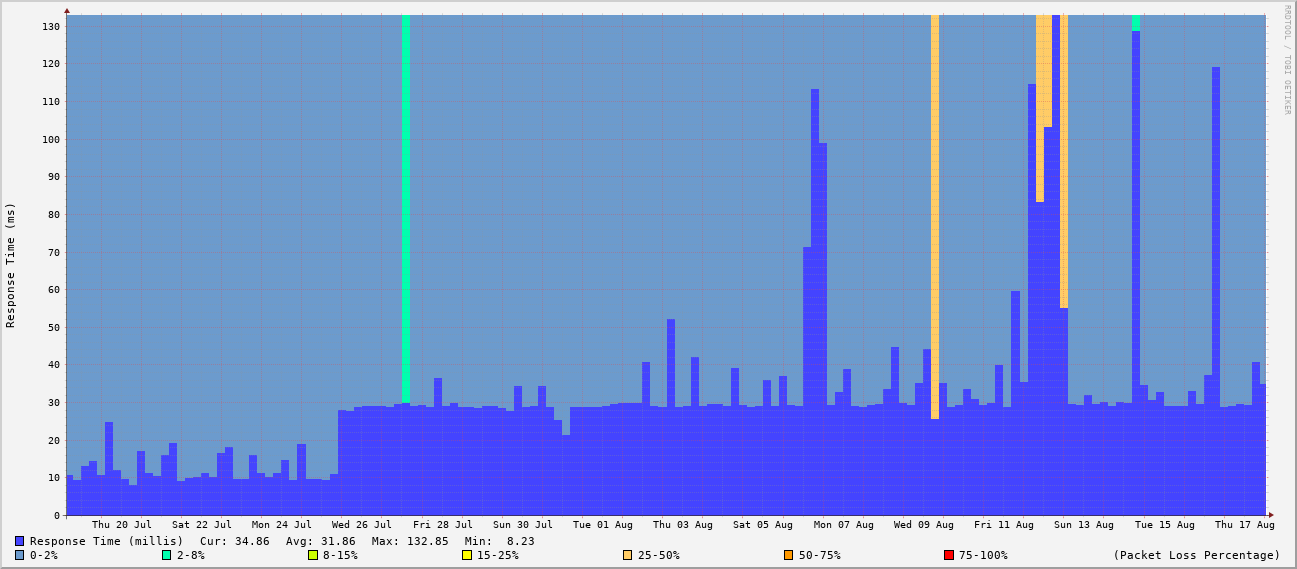 RRDTOOL / TOBI OETIKER
Response Time (ms)
130
120
110
100
90
80
70
60
50
40
30
20
10
0
Thu 20 Jul Sat 22 Jul Mon 24 Jul Wed 26 Jul Fri 28 Jul Sun 30 Jul Tue 01 Aug Thu 03 Aug Sat 05 Aug Mon 07 Aug Wed 09 Aug Fri 11 Aug Sun 13 Aug Tue 15 Aug Thu 17 Aug
Response Time (millis) Cur: 34.86 Avg: 31.86 Max: 132.85 Min: 8.23
0-2% 2-8% 8-15% 15-25% 25-50% 50-75% 75-100% (Packet Loss Percentage)